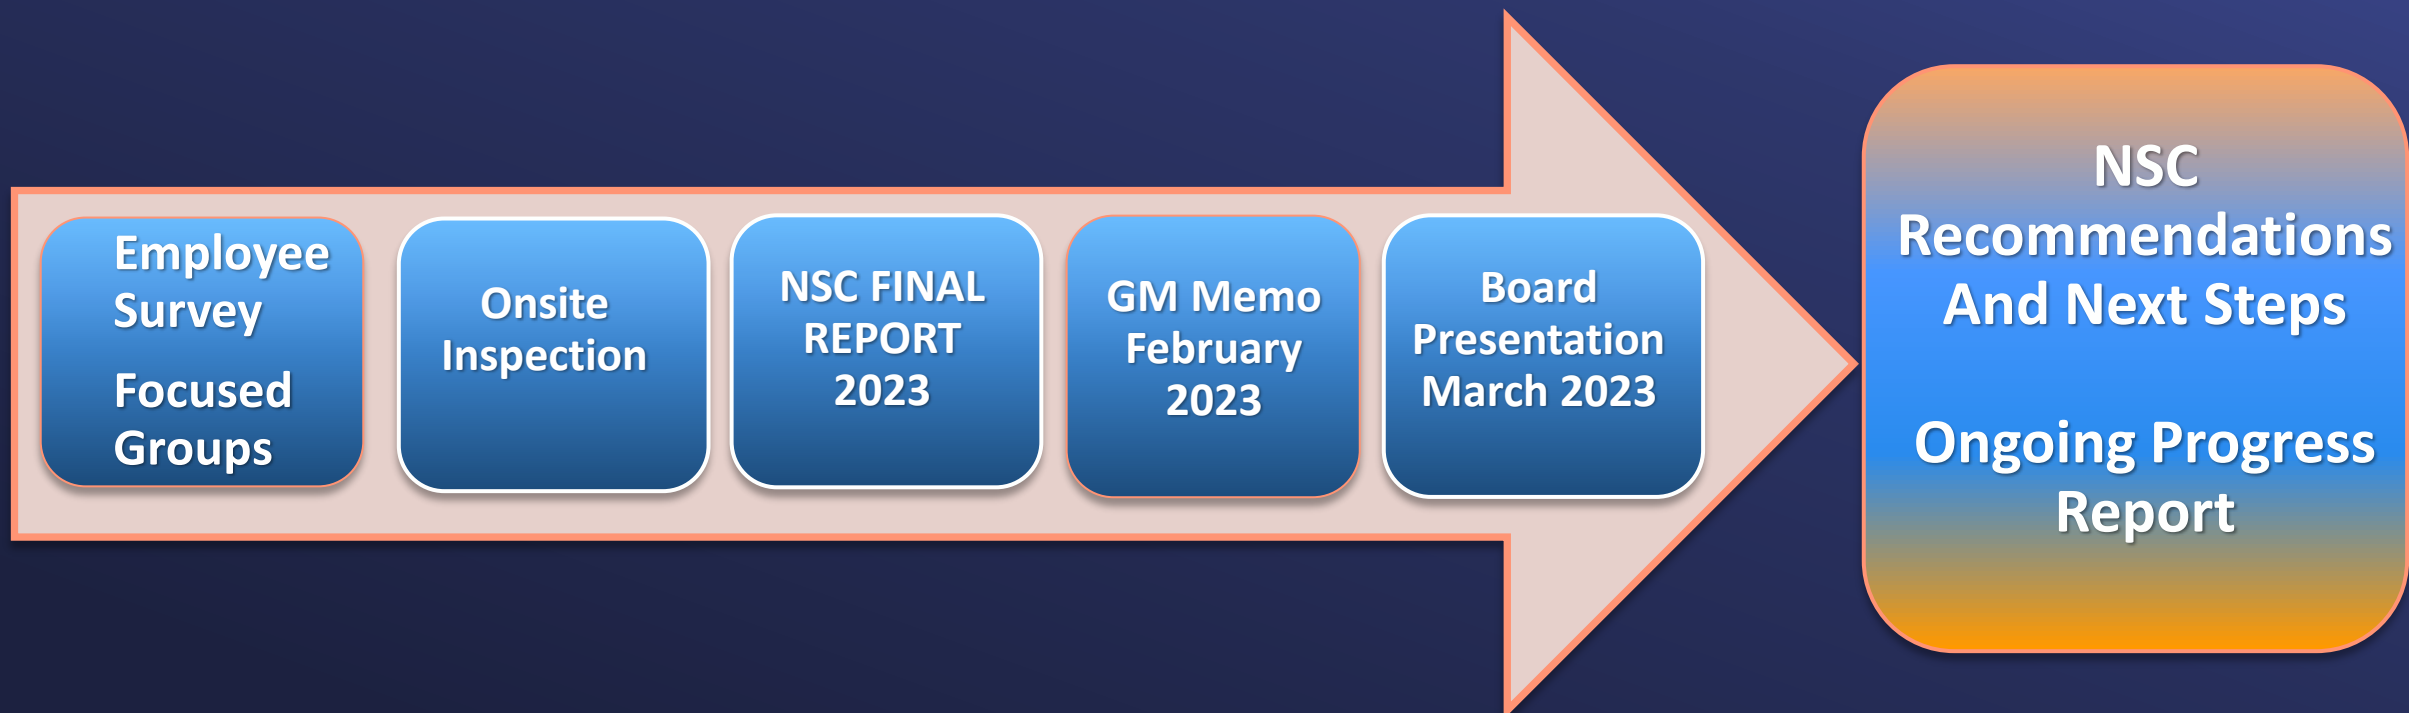 Employee
Survey
Focused
Groups
Onsite
Inspection
NSC FINAL
REPORT
2023
GM Memo
February
2023
Board
Presentation
March 2023
NSC
Recommendations
And Next Steps
Ongoing Progress
Report